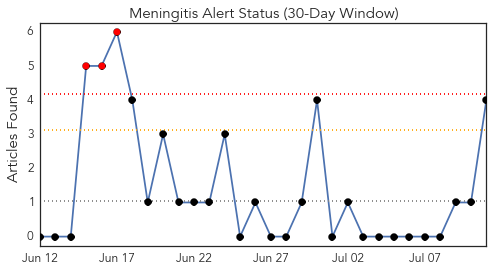 Meningitis Alert Status (30-Day Window)
Articles Found
6
5
4
3
2
1
0
Jun 12
Jun 17
Jun 22
Jun 27
Jul 02
Jul 07